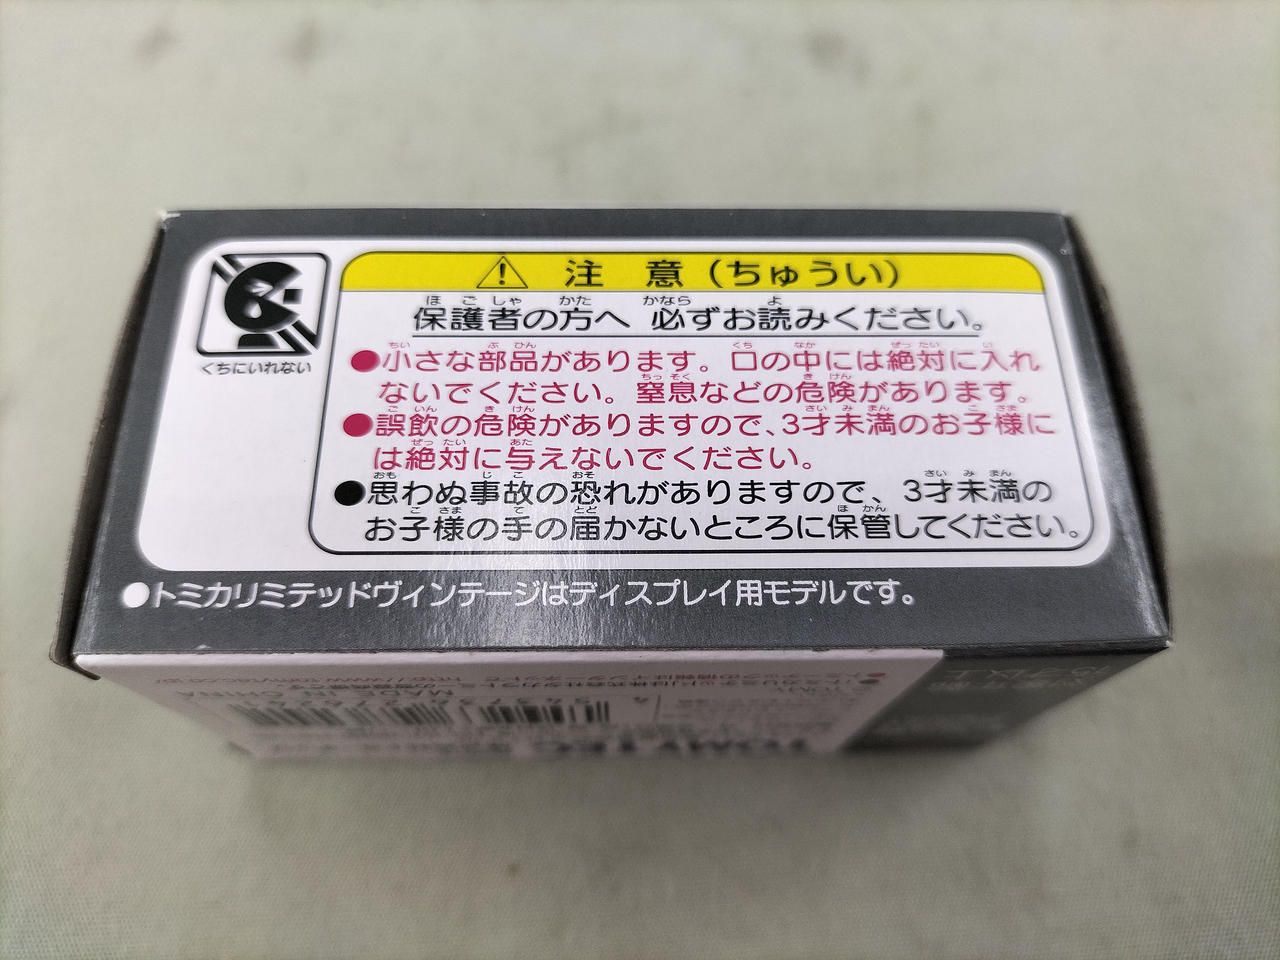 ⚠ 注意（ちゅうい）
保護者の方へ 必ずお読みください。
●小さな部品があります。口の中には絶対に入れ
ないでください。窒息などの危険があります。
●誤飲の危険がありますので、3才未満のお子様に
は絶対に与えないでください。
●思わぬ事故の恐れがありますので、3才未満の
お子様の手の届かないところに保管してください。
くちにいれない
●トミカリミテッドヴィンテージはディスプレイ用モデルです。
MADE IN CHINA
TOMYTEC